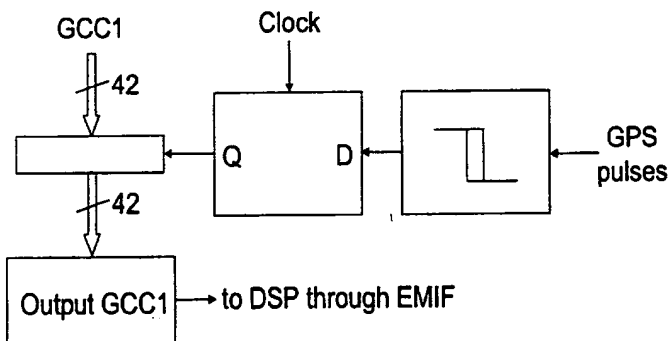 GCC1
Clock
42
Q
D
GPS
pulses
42
Output GCC1
to DSP through EMIF